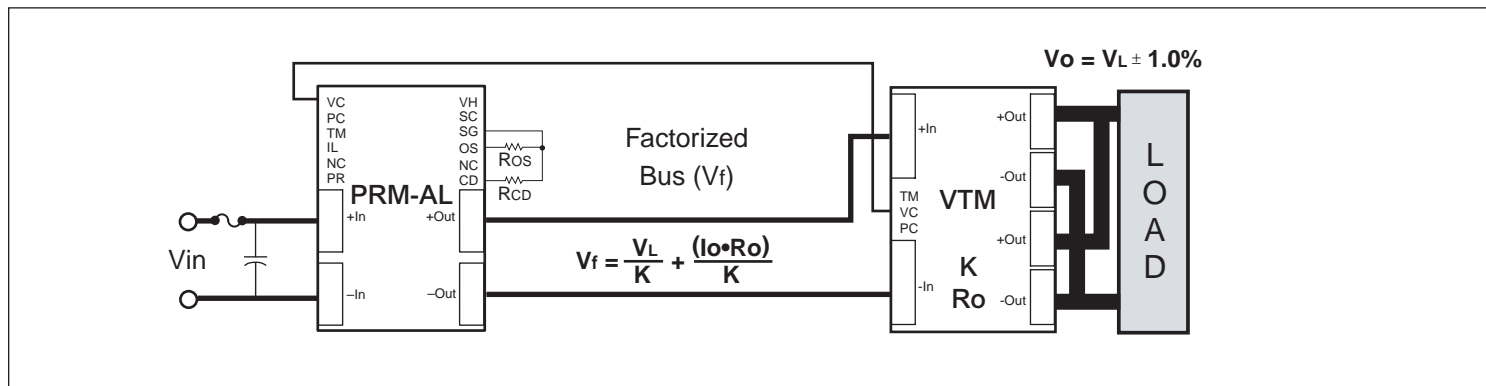 Vo = VL ± 1.0%
VC
PC
TM
IL
NC
PR
VH
SC
SG
OS
NC
CD
ROS
RCD
PRM-AL
+In
–In
+Out
–Out
Vin
Factorized
Bus (Vf)
Vf = VL/K + (Io•Ro)/K
+In
TM
VC
PC
-In
VTM
K
Ro
+Out
-Out
+Out
-Out
LOAD